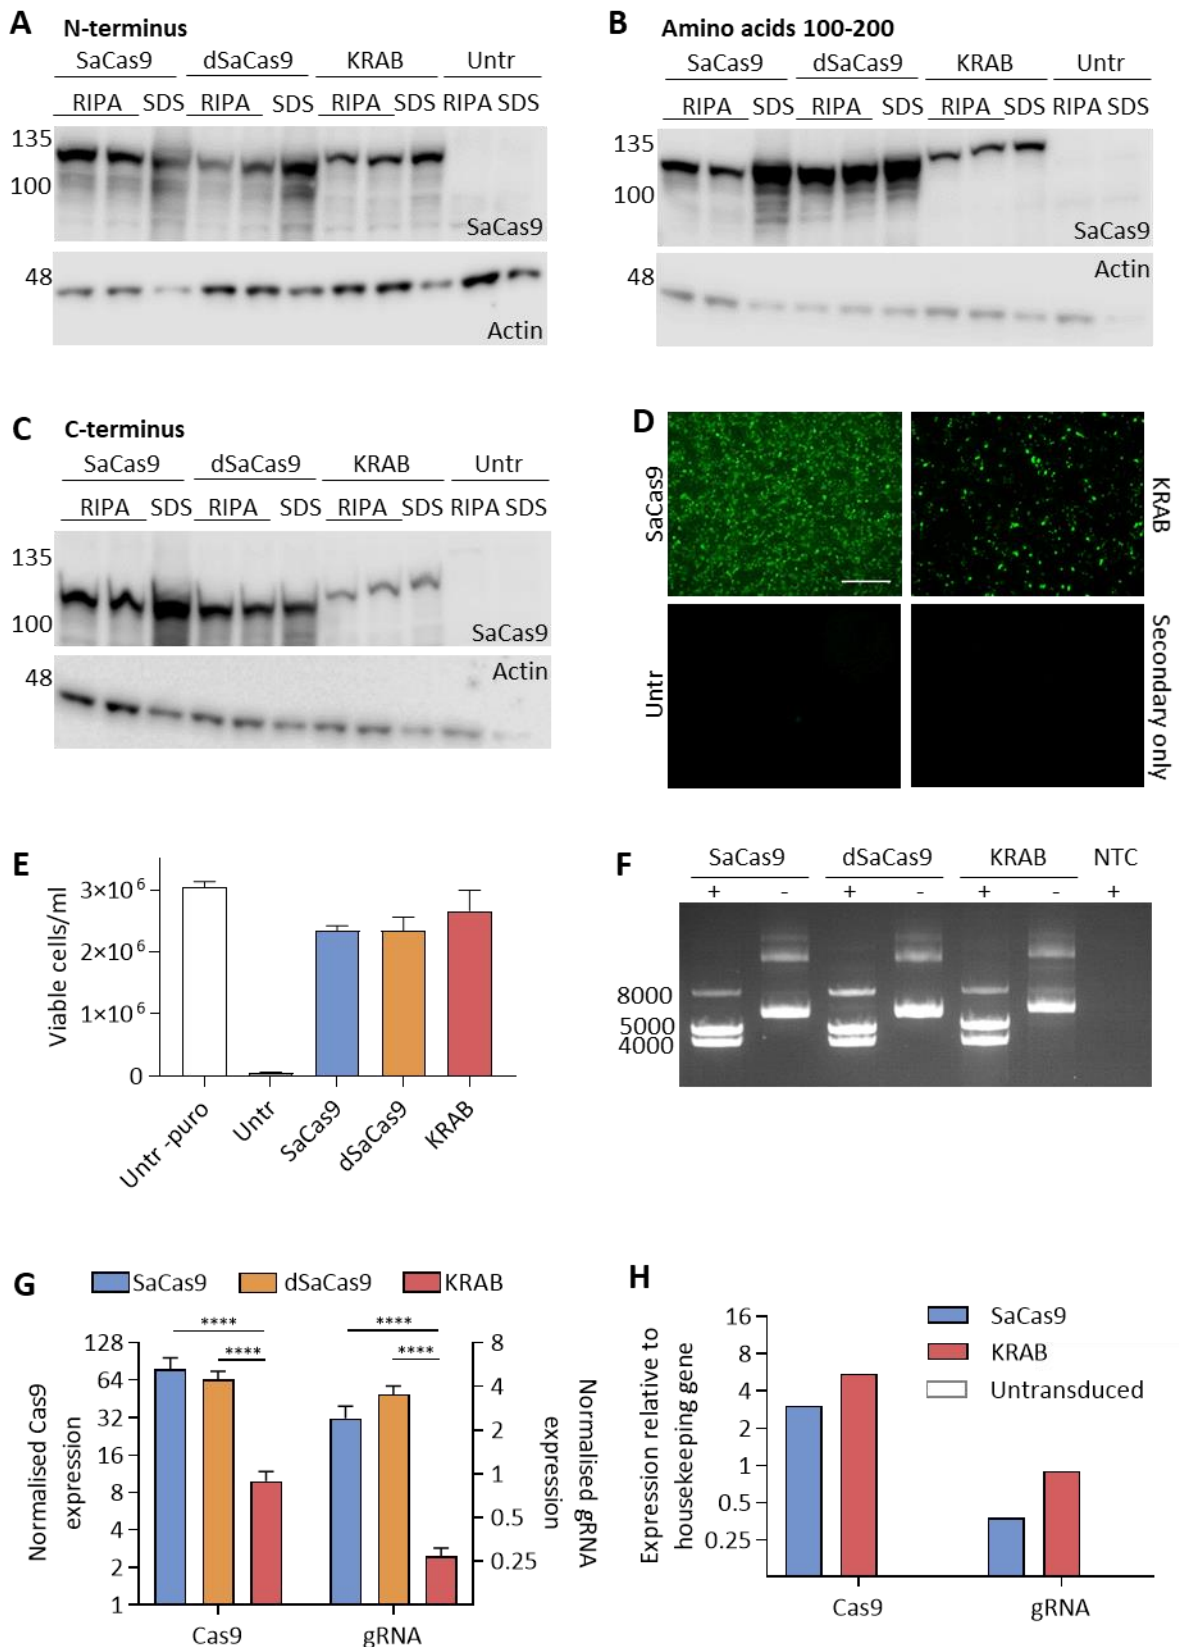 A N-terminus
SaCas9 dSaCas9 KRAB Untr
RIPA SDS RIPA SDS RIPA SDS RIPA SDS
135
100
SaCas9
48
Actin
B Amino acids 100-200
SaCas9 dSaCas9 KRAB Untr
RIPA SDS RIPA SDS RIPA SDS RIPA SDS
135
100
SaCas9
48
Actin
C C-terminus
SaCas9 dSaCas9 KRAB Untr
RIPA SDS RIPA SDS RIPA SDS RIPA SDS
135
100
SaCas9
48
Actin
D
SaCas9
KRAB
Untr
Secondary only
E
Viable cells/ml
3×10⁶
2×10⁶
1×10⁶
0
Untr -puro
Untr
SaCas9
dSaCas9
KRAB
F
SaCas9 dSaCas9 KRAB NTC
+ - + - + - +
8000
5000
4000
G
SaCas9 dSaCas9 KRAB
Normalised Cas9
expression
128
64
32
16
8
4
2
1
**** ****
**** ****
8
4
2
1
0.5
0.25
Normalised gRNA
expression
Cas9 gRNA
H
Expression relative to
housekeeping gene
16
8
4
2
1
0.5
0.25
SaCas9
KRAB
Untransduced
Cas9 gRNA